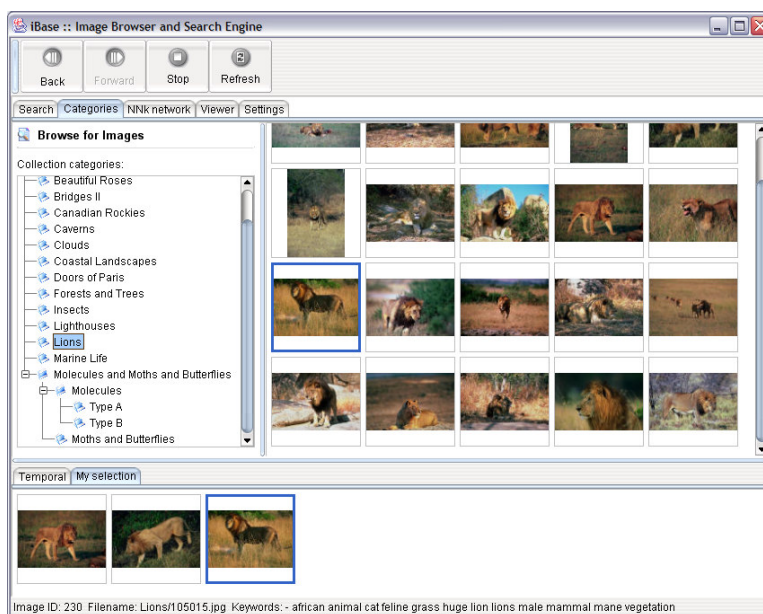 iBase :: Image Browser and Search Engine
Back
Forward
Stop
Refresh
Search
Categories
NNk network
Viewer
Settings
Browse for Images
Collection categories:
Beautiful Roses
Bridges II
Canadian Rockies
Caverns
Clouds
Coastal Landscapes
Doors of Paris
Forests and Trees
Insects
Lighthouses
Lions
Marine Life
Molecules and Moths and Butterflies
Molecules
Type A
Type B
Moths and Butterflies
Temporal
My selection
Image ID: 230 Filename: Lions/105015.jpg Keywords: - african animal cat feline grass huge lion lions male mammal mane vegetation